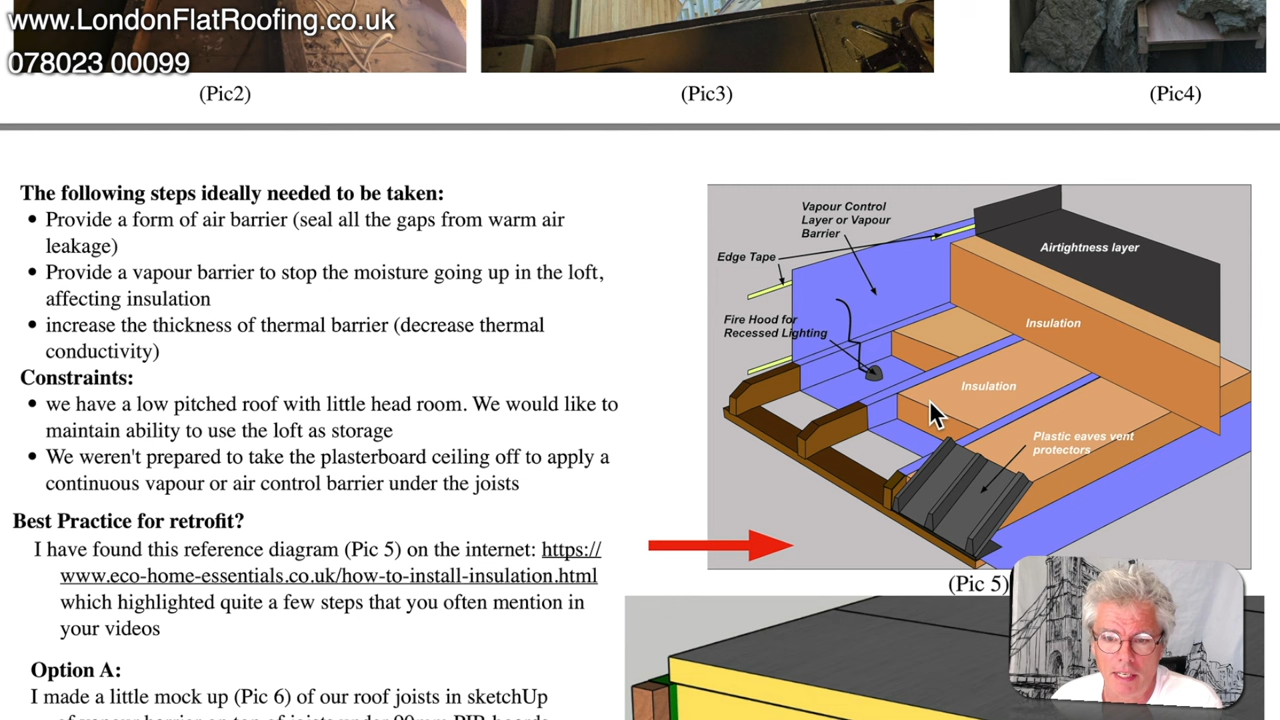 www.LondonFlatRoofing.co.uk
078023 00099
(Pic2)
(Pic3)
(Pic4)
The following steps ideally needed to be taken:
• Provide a form of air barrier (seal all the gaps from warm air
leakage)
• Provide a vapour barrier to stop the moisture going up in the loft,
affecting insulation
• increase the thickness of thermal barrier (decrease thermal
conductivity)
Constraints:
• we have a low pitched roof with little head room. We would like to
maintain ability to use the loft as storage
• We weren't prepared to take the plasterboard ceiling off to apply a
continuous vapour or air control barrier under the joists
Best Practice for retrofit?
I have found this reference diagram (Pic 5) on the internet: https://
www.eco-home-essentials.co.uk/how-to-install-insulation.html
which highlighted quite a few steps that you often mention in
your videos
Option A:
I made a little mock up (Pic 6) of our roof joists in sketchUp
Vapour Control
Layer or Vapour
Barrier
Edge Tape
Fire Hood for
Recessed Lighting
Airtightness layer
Insulation
Insulation
Plastic eaves vent
protectors
(Pic 5)